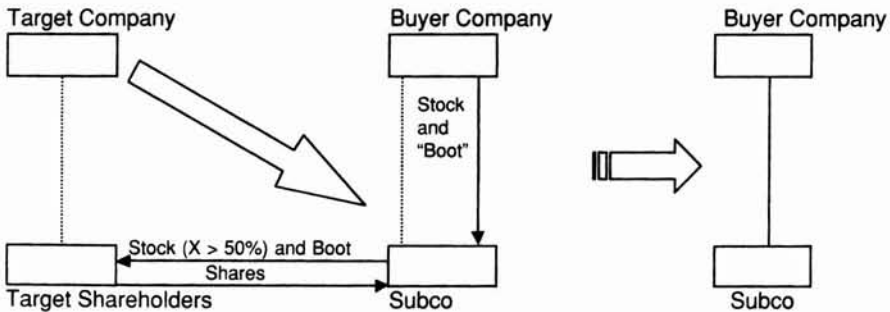 Target Company
Buyer Company
Buyer Company
Stock
and
"Boot"
Stock (X > 50%) and Boot
Shares
Target Shareholders
Subco
Subco